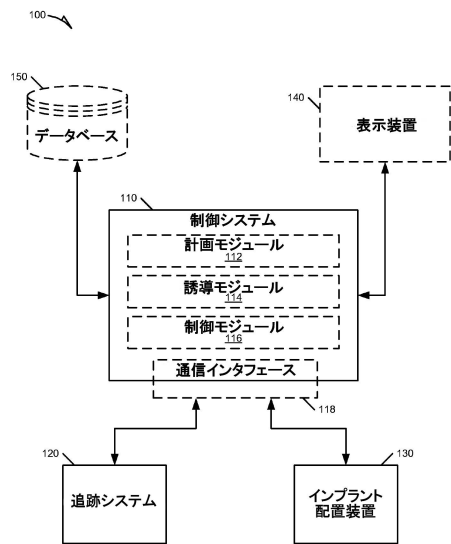 100
150
データベース
140
表示装置
110
制御システム
計画モジュール
112
誘導モジュール
114
制御モジュール
116
通信インタフェース
118
120
追跡システム
130
インプラント
配置装置